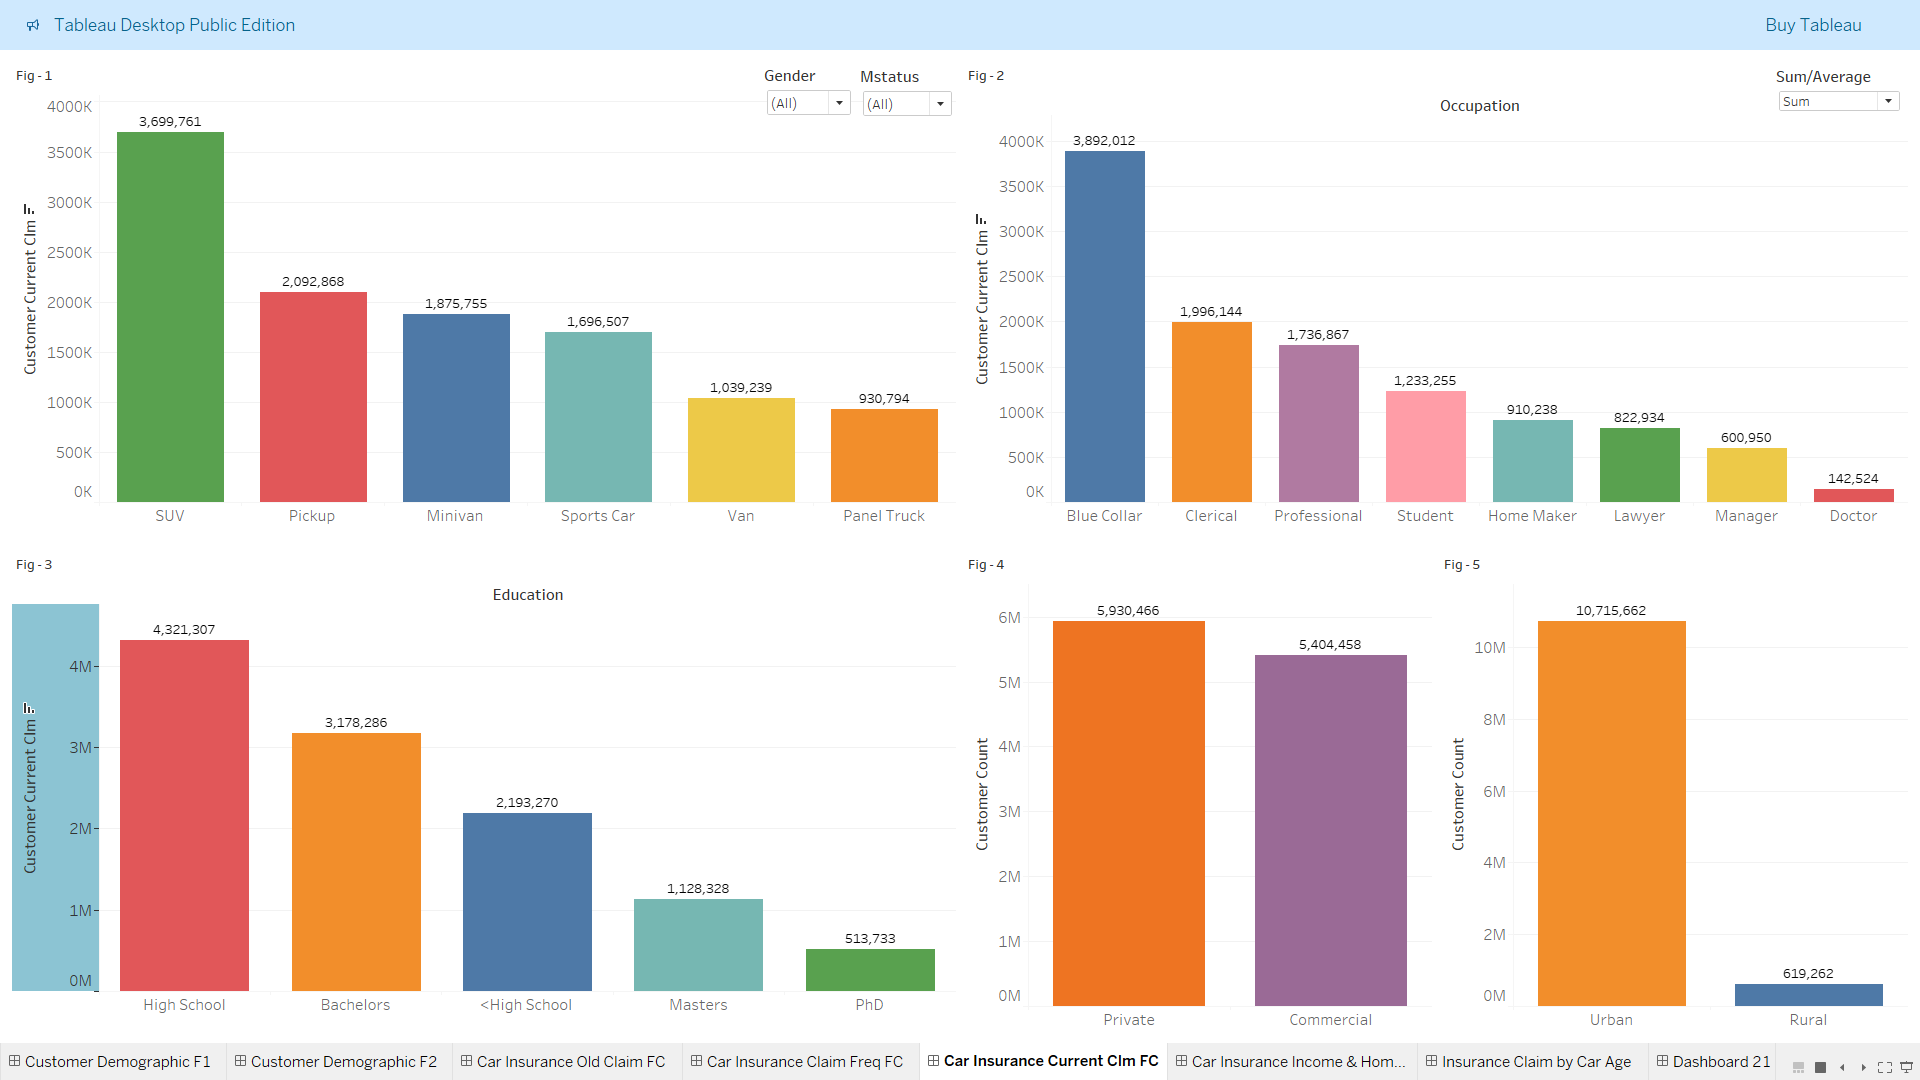 Tableau Desktop Public Edition
Buy Tableau
Fig - 1
Gender
(All)
Mstatus
(All)
Customer Current Clm
4000K
3500K
3000K
2500K
2000K
1500K
1000K
500K
0K
3,699,761
2,092,868
1,875,755
1,696,507
1,039,239
930,794
SUV
Pickup
Minivan
Sports Car
Van
Panel Truck
Fig - 2
Sum/Average
Sum
Occupation
Customer Current Clm
4000K
3500K
3000K
2500K
2000K
1500K
1000K
500K
0K
3,892,012
1,996,144
1,736,867
1,233,255
910,238
822,934
600,950
142,524
Blue Collar
Clerical
Professional
Student
Home Maker
Lawyer
Manager
Doctor
Fig - 3
Education
Customer Current Clm
4M
3M
2M
1M
0M
4,321,307
3,178,286
2,193,270
1,128,328
513,733
High School
Bachelors
<High School
Masters
PhD
Fig - 4
Customer Count
6M
5M
4M
3M
2M
1M
0M
5,930,466
5,404,458
Private
Commercial
Fig - 5
Customer Count
10M
8M
6M
4M
2M
0M
10,715,662
619,262
Urban
Rural
Customer Demographic F1
Customer Demographic F2
Car Insurance Old Claim FC
Car Insurance Claim Freq FC
Car Insurance Current Clm FC
Car Insurance Income & Hom...
Insurance Claim by Car Age
Dashboard 21